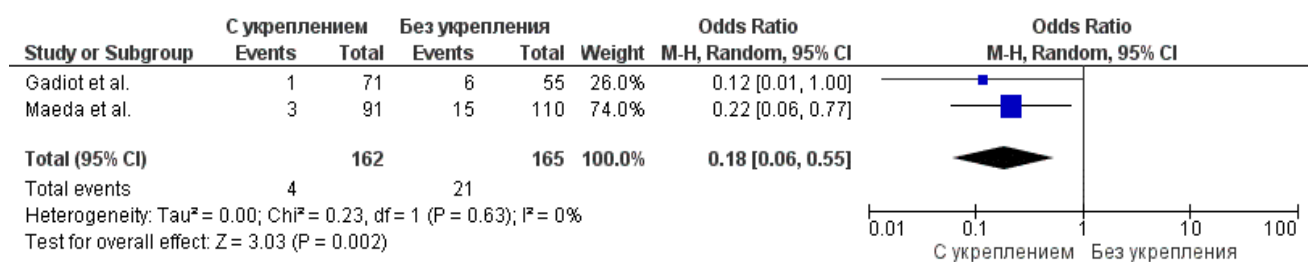 С укреплением Без укрепления Odds Ratio Odds Ratio
Study or Subgroup Events Total Events Total Weight M-H, Random, 95% CI M-H, Random, 95% CI
Gadiot et al. 1 71 6 55 26.0% 0.12 [0.01, 1.00]
Maeda et al. 3 91 15 110 74.0% 0.22 [0.06, 0.77]
Total (95% CI) 162 165 100.0% 0.18 [0.06, 0.55]
Total events 4 21
Heterogeneity: Tau² = 0.00; Chi² = 0.23, df = 1 (P = 0.63); I² = 0%
Test for overall effect: Z = 3.03 (P = 0.002)
0.01 0.1 1 10 100
С укреплением Без укрепления